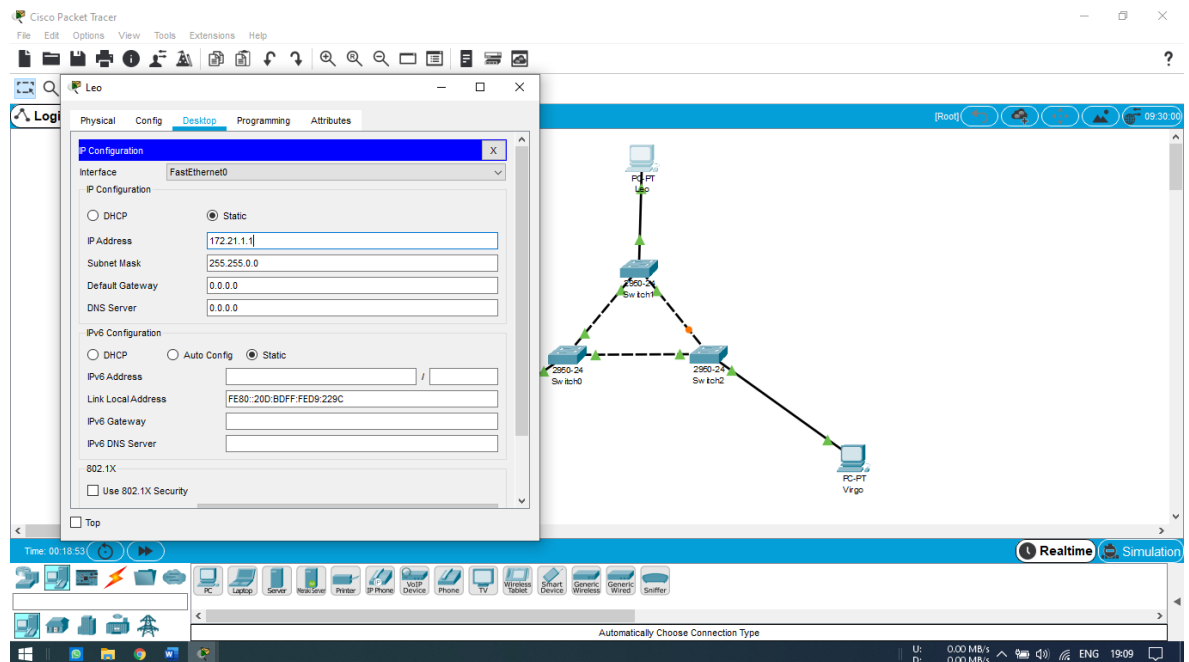 Cisco Packet Tracer
File Edit Options View Tools Extensions Help
?
Leo
Logi
[Root]
09:30:00
Physical Config Desktop Programming Attributes
IP Configuration
X
Interface FastEthernet0
IP Configuration
DHCP Static
IP Address 172.21.1.1
Subnet Mask 255.255.0.0
Default Gateway 0.0.0.0
DNS Server 0.0.0.0
IPv6 Configuration
DHCP Auto Config Static
IPv6 Address /
Link Local Address FE80::20D:BDFF:FED9:229C
IPv6 Gateway
IPv6 DNS Server
802.1X
Use 802.1X Security
Top
PC-PT
Leo
2950-24
Switch1
2950-24
Switch0
2950-24
Switch2
PC-PT
Virgo
Time: 00:18:53
Realtime
Simulation
PC Laptop Server Meraki Server Printer IP Phone VoIP Device Phone TV Wireless Tablet Smart Device Generic Wireless Generic Wired Sniffer
Automatically Choose Connection Type
U: 0.00 MB/s
D: 0.00 MB/s
ENG 19:09